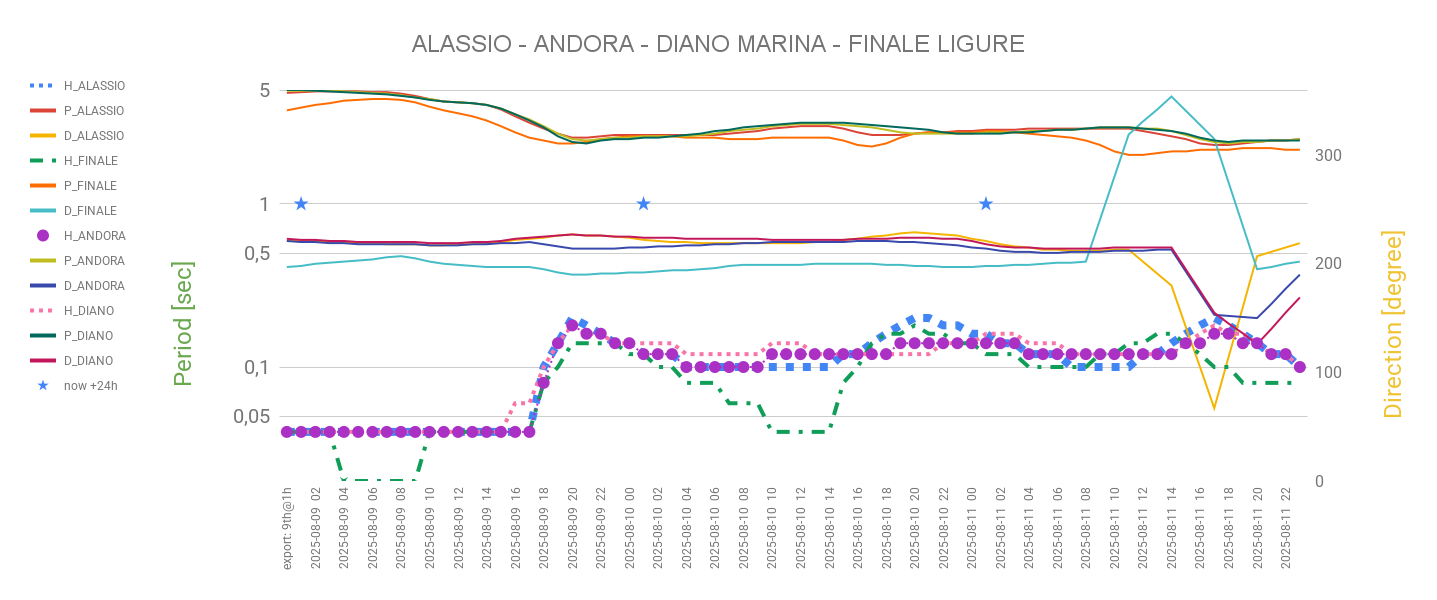 ALASSIO - ANDORA - DIANO MARINA - FINALE LIGURE
H_ALASSIO
P_ALASSIO
D_ALASSIO
H_FINALE
P_FINALE
D_FINALE
H_ANDORA
P_ANDORA
D_ANDORA
H_DIANO
P_DIANO
D_DIANO
now +24h
Period [sec]
5
1
0,5
0,1
0,05
300
200
100
0
Direction [degree]
export: 9th@1h
2025-08-09 02
2025-08-09 04
2025-08-09 06
2025-08-09 08
2025-08-09 10
2025-08-09 12
2025-08-09 14
2025-08-09 16
2025-08-09 18
2025-08-09 20
2025-08-09 22
2025-08-10 00
2025-08-10 02
2025-08-10 04
2025-08-10 06
2025-08-10 08
2025-08-10 10
2025-08-10 12
2025-08-10 14
2025-08-10 16
2025-08-10 18
2025-08-10 20
2025-08-10 22
2025-08-11 00
2025-08-11 02
2025-08-11 04
2025-08-11 06
2025-08-11 08
2025-08-11 10
2025-08-11 12
2025-08-11 14
2025-08-11 16
2025-08-11 18
2025-08-11 20
2025-08-11 22